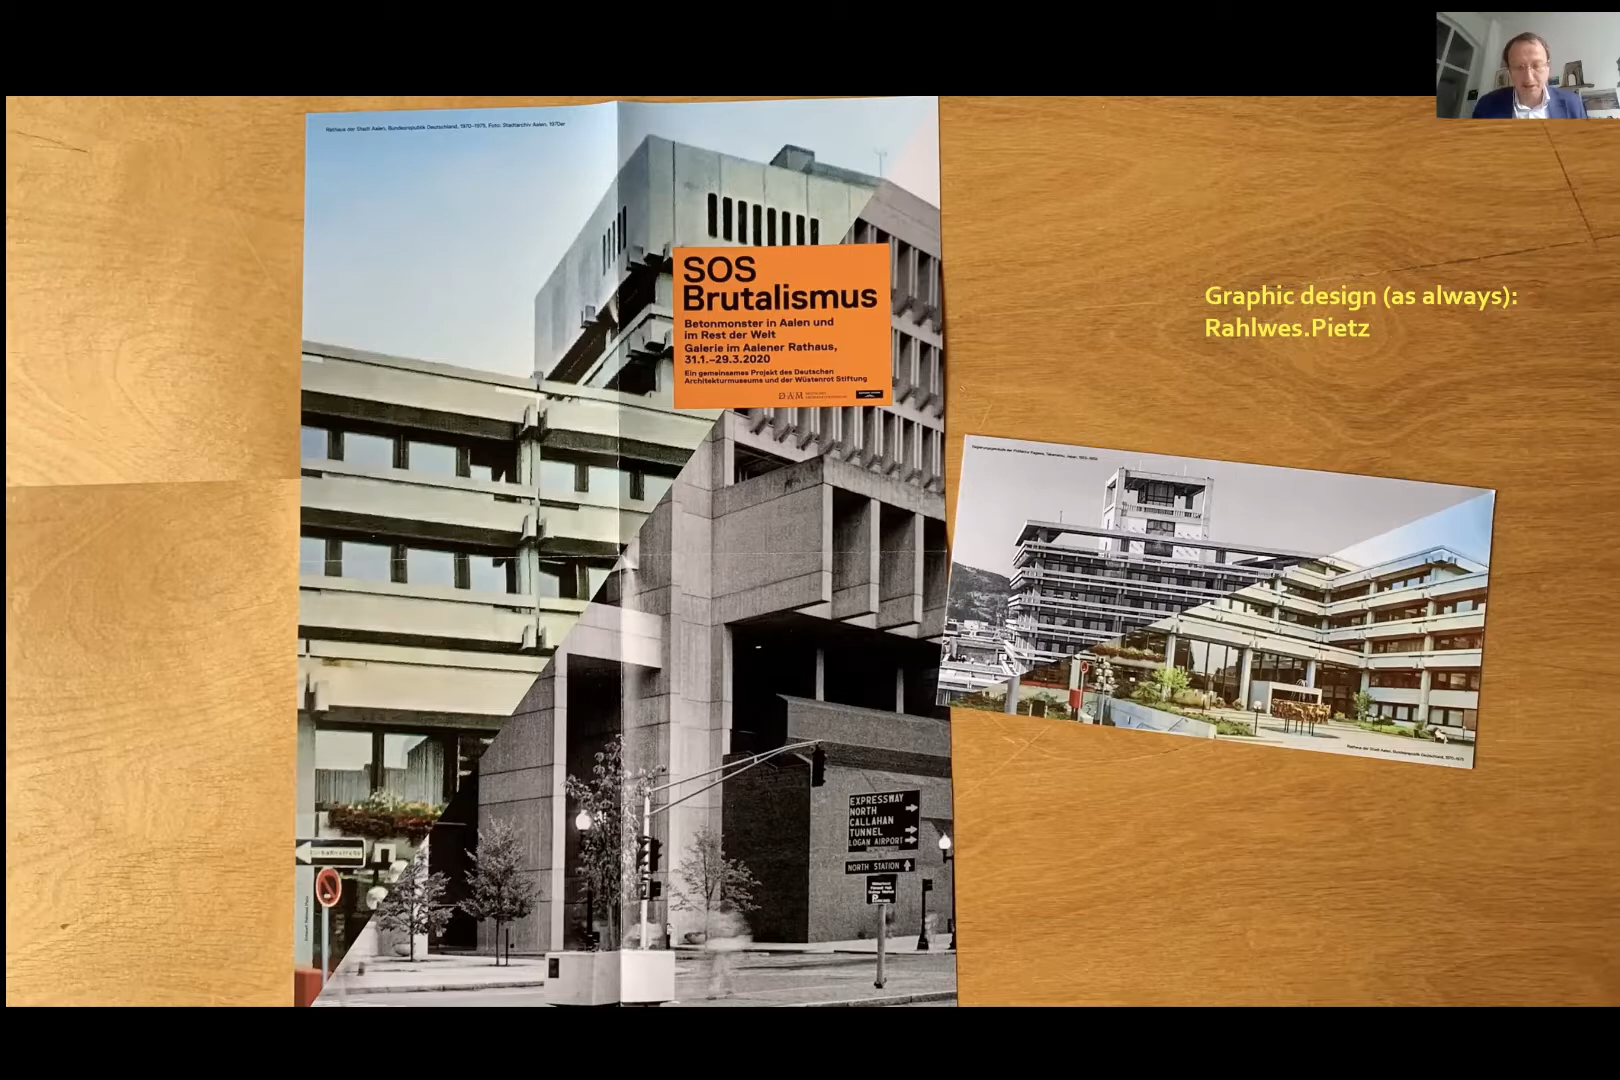 Rathaus der Stadt Aalen, Bundesrepublik Deutschland, 1970–1975, Foto: Stadtarchiv Aalen, 1970er
SOS
Brutalismus
Betonmonster in Aalen und
im Rest der Welt
Galerie im Aalener Rathaus,
31.1.–29.3.2020
Ein gemeinsames Projekt des Deutschen
Architekturmuseums und der Wüstenrot Stiftung
DAM
Graphic design (as always):
Rahlwes.Pietz
Rathaus der Stadt Aalen, Bundesrepublik Deutschland, 1970–1975
EXPRESSWAY
NORTH
CALLAHAN
TUNNEL
LOGAN AIRPORT
NORTH STATION
P